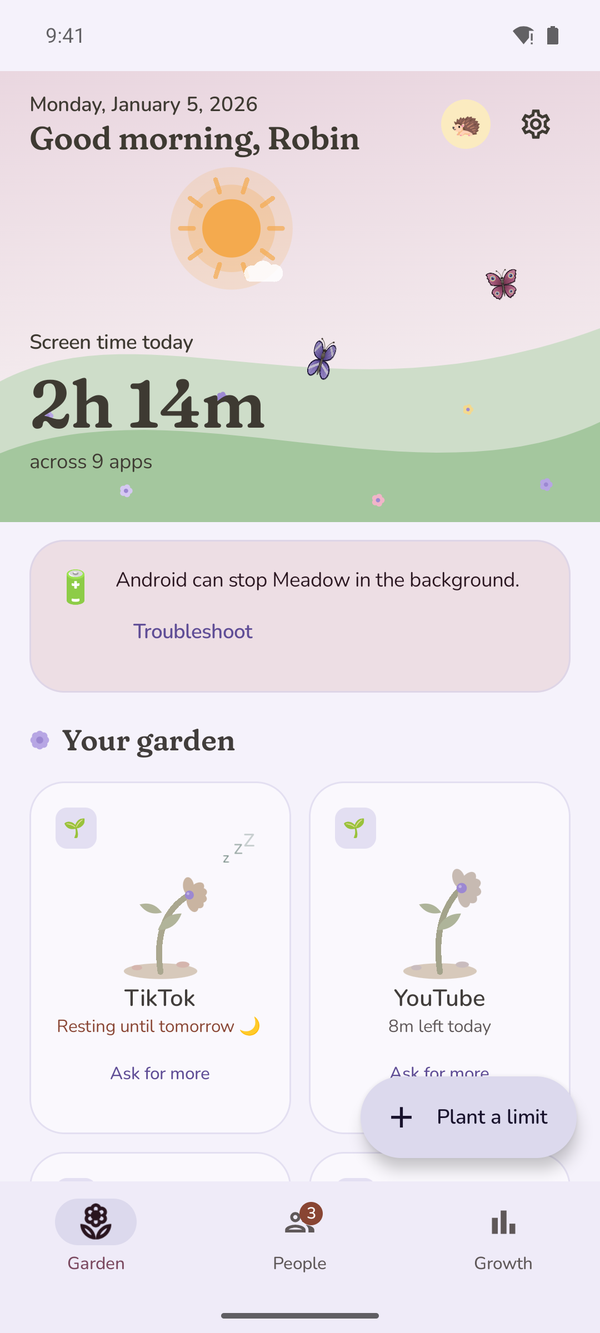 9:41
Monday, January 5, 2026
Good morning, Robin
Screen time today
2h 14m
across 9 apps
Android can stop Meadow in the background.
Troubleshoot
Your garden
z z Z
TikTok
Resting until tomorrow 🌙
Ask for more
YouTube
8m left today
Ask for more
+ Plant a limit
Garden
3
People
Growth